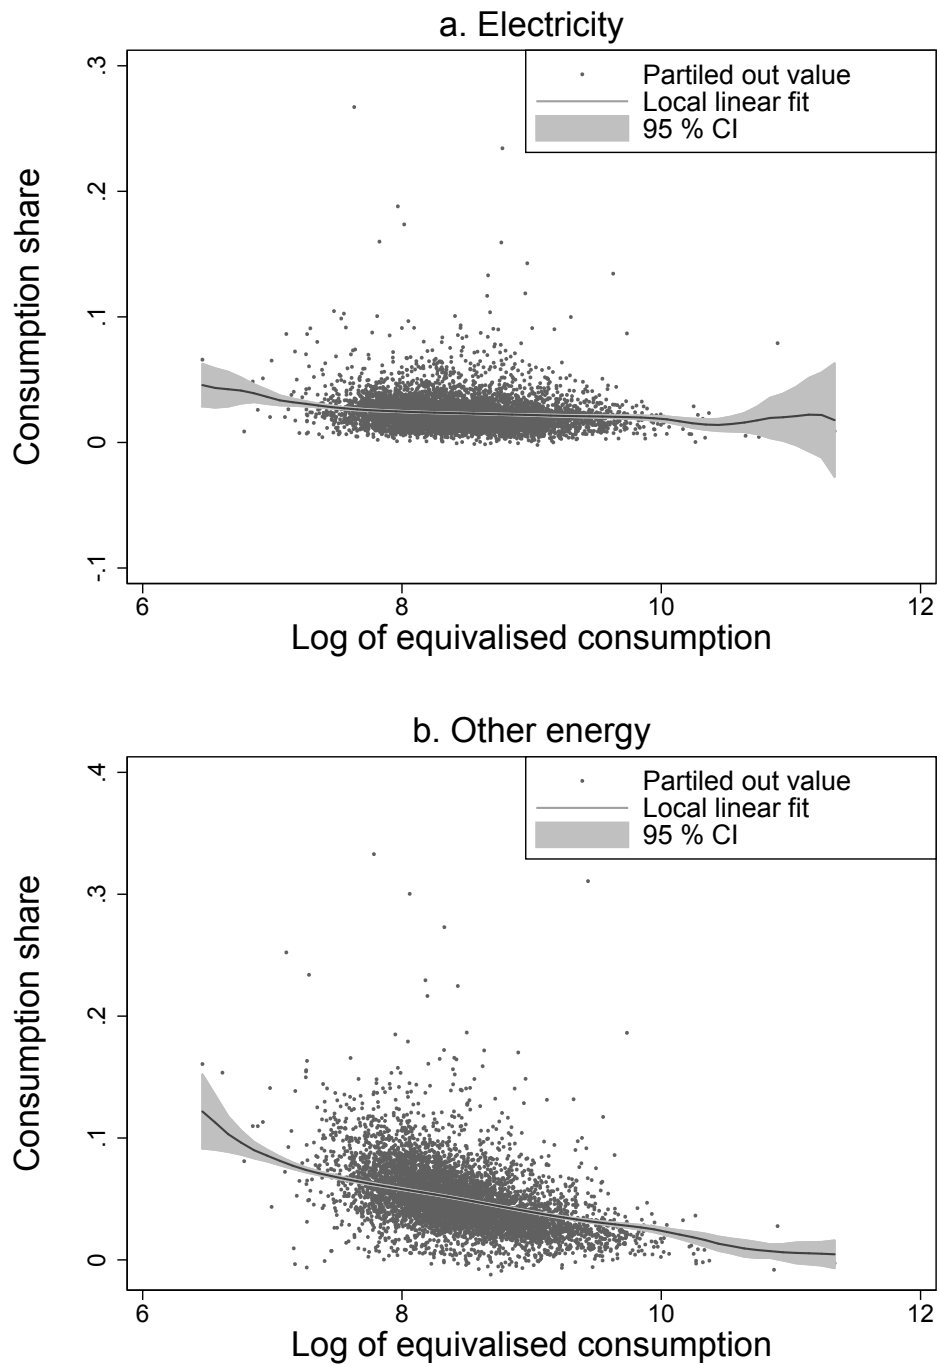 a. Electricity
Partiled out value
Local linear fit
95 % CI
Consumption share
.3
.2
.1
0
-.1
6 8 10 12
Log of equivalised consumption
b. Other energy
Partiled out value
Local linear fit
95 % CI
Consumption share
.4
.3
.2
.1
0
6 8 10 12
Log of equivalised consumption